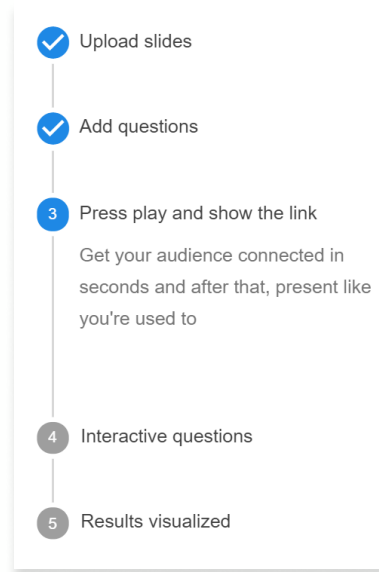 Upload slides
Add questions
3 Press play and show the link
Get your audience connected in
seconds and after that, present like
you're used to
4 Interactive questions
5 Results visualized